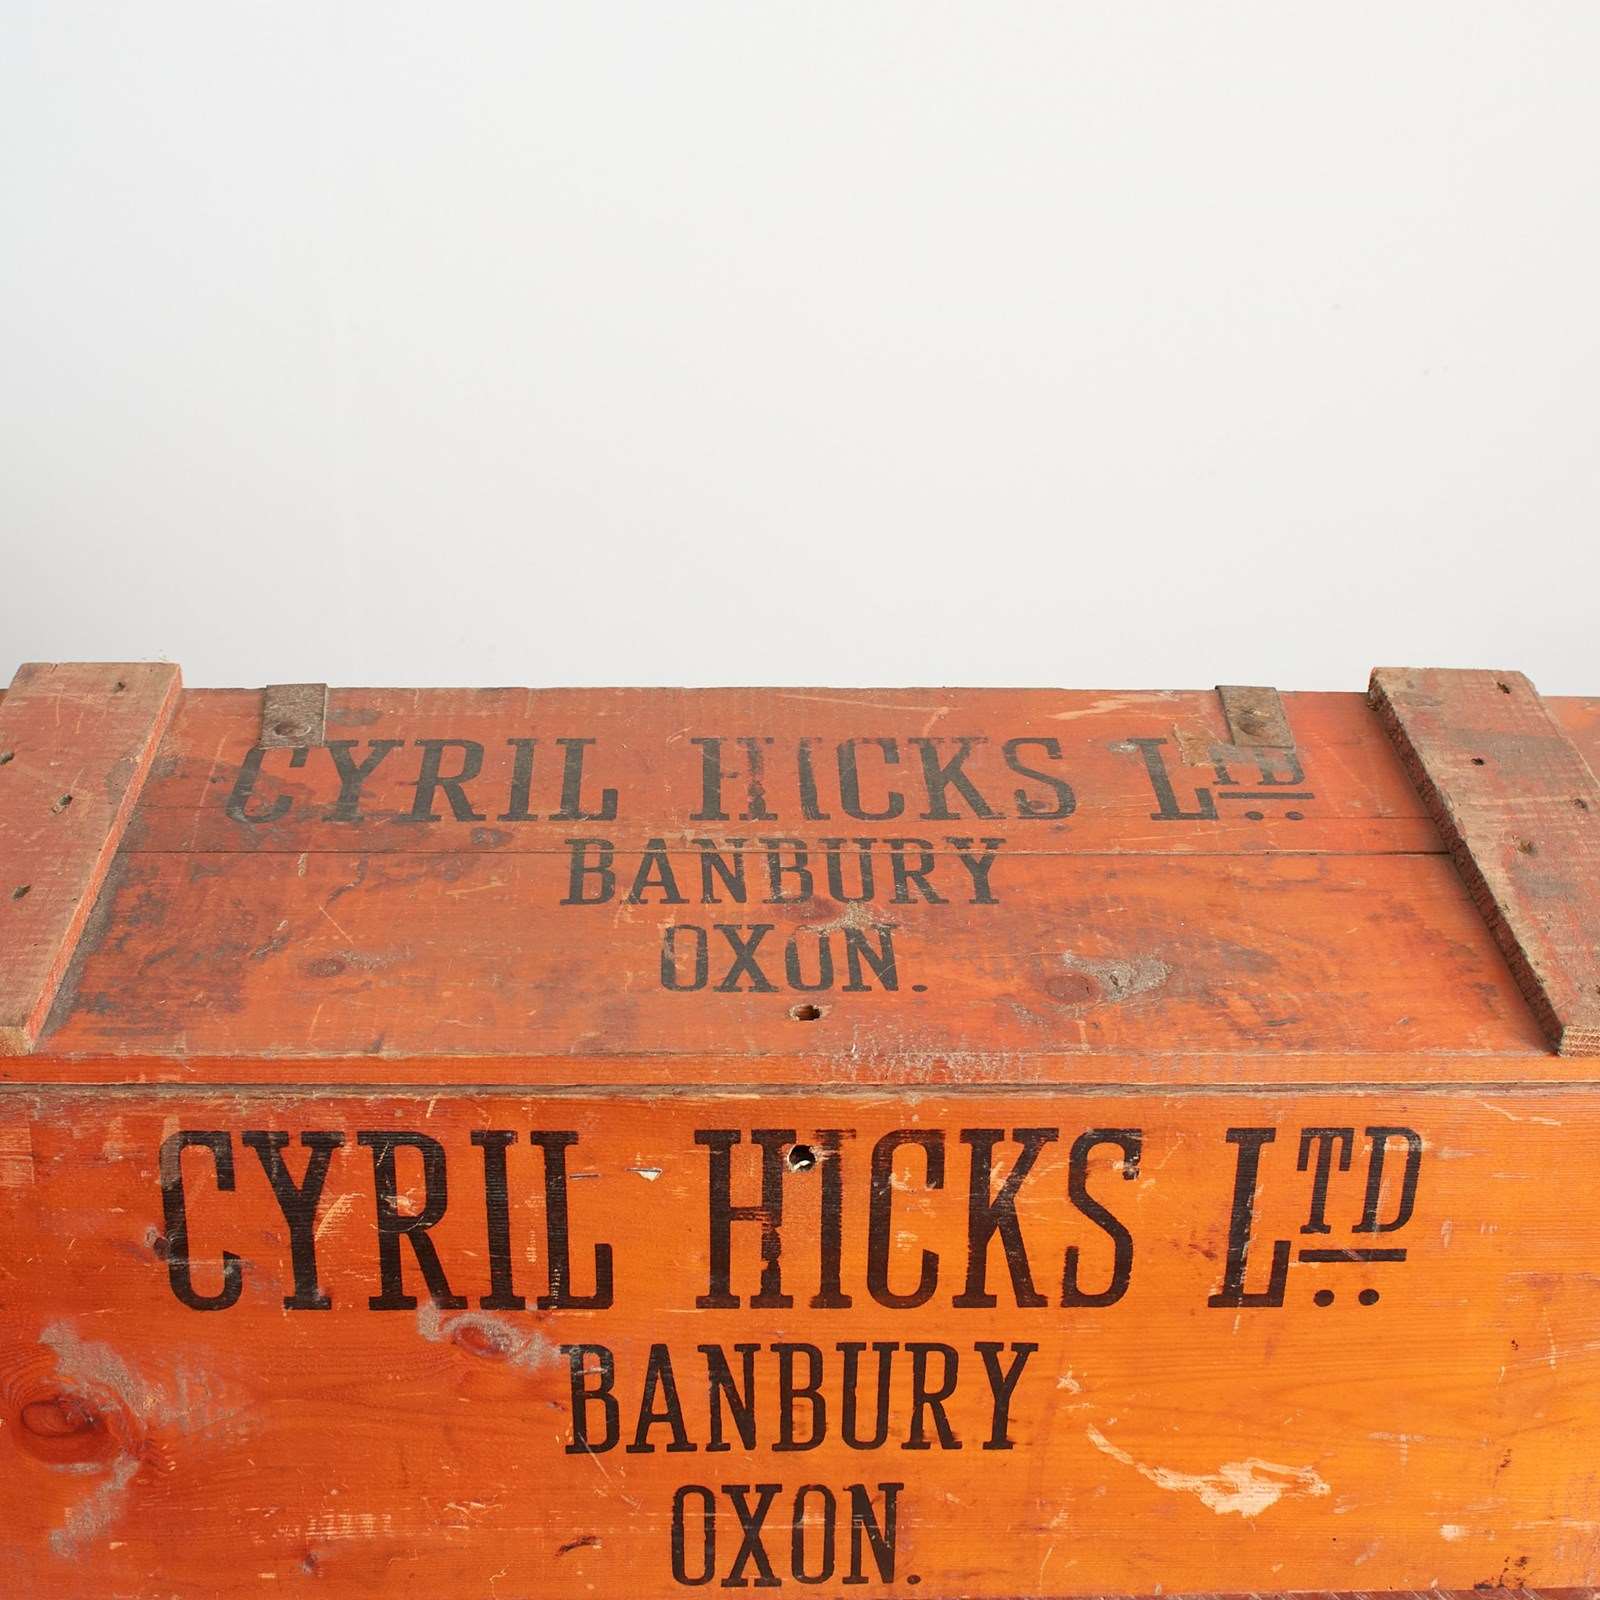 CYRIL HICKS LTD
BANBURY
OXON.
CYRIL HICKS LTD
BANBURY
OXON.